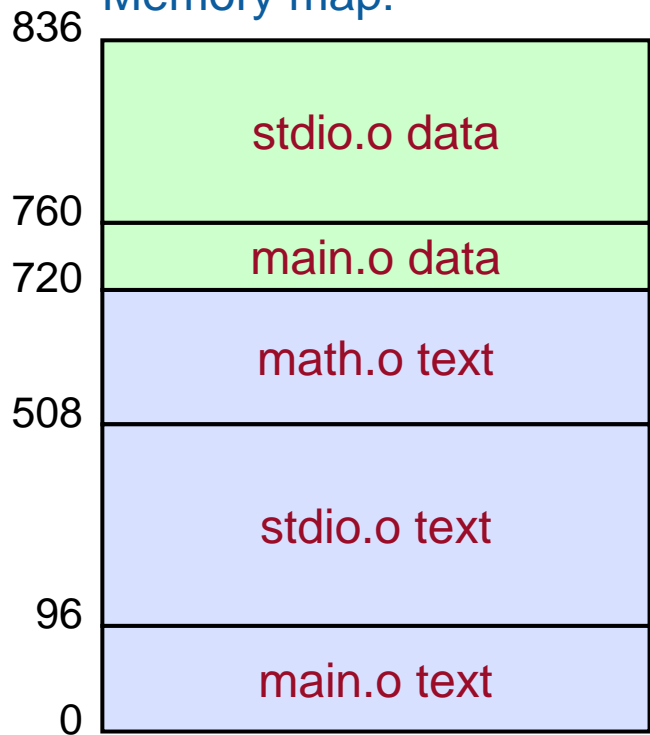 Memory map:
836
stdio.o data
760
main.o data
720
math.o text
508
stdio.o text
96
main.o text
0